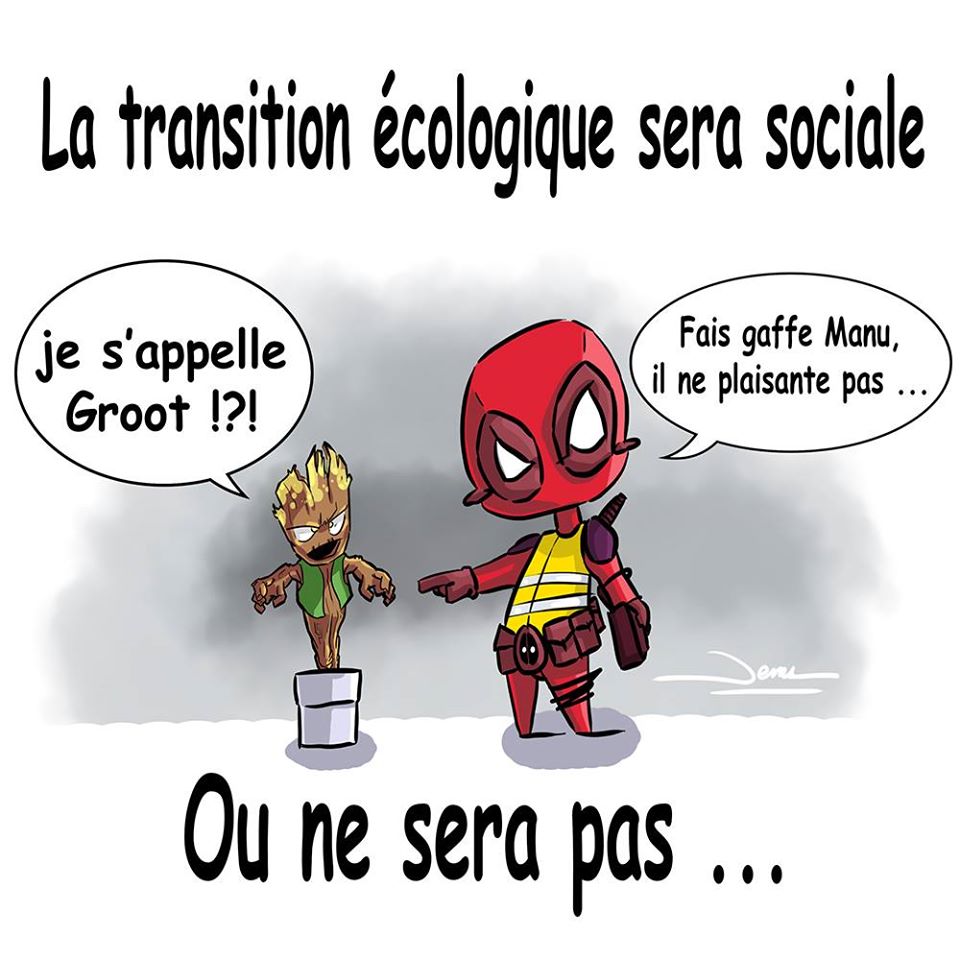 La transition écologique sera sociale
je s'appelle
Groot !?!
Fais gaffe Manu,
il ne plaisante pas ...
Ou ne sera pas ...